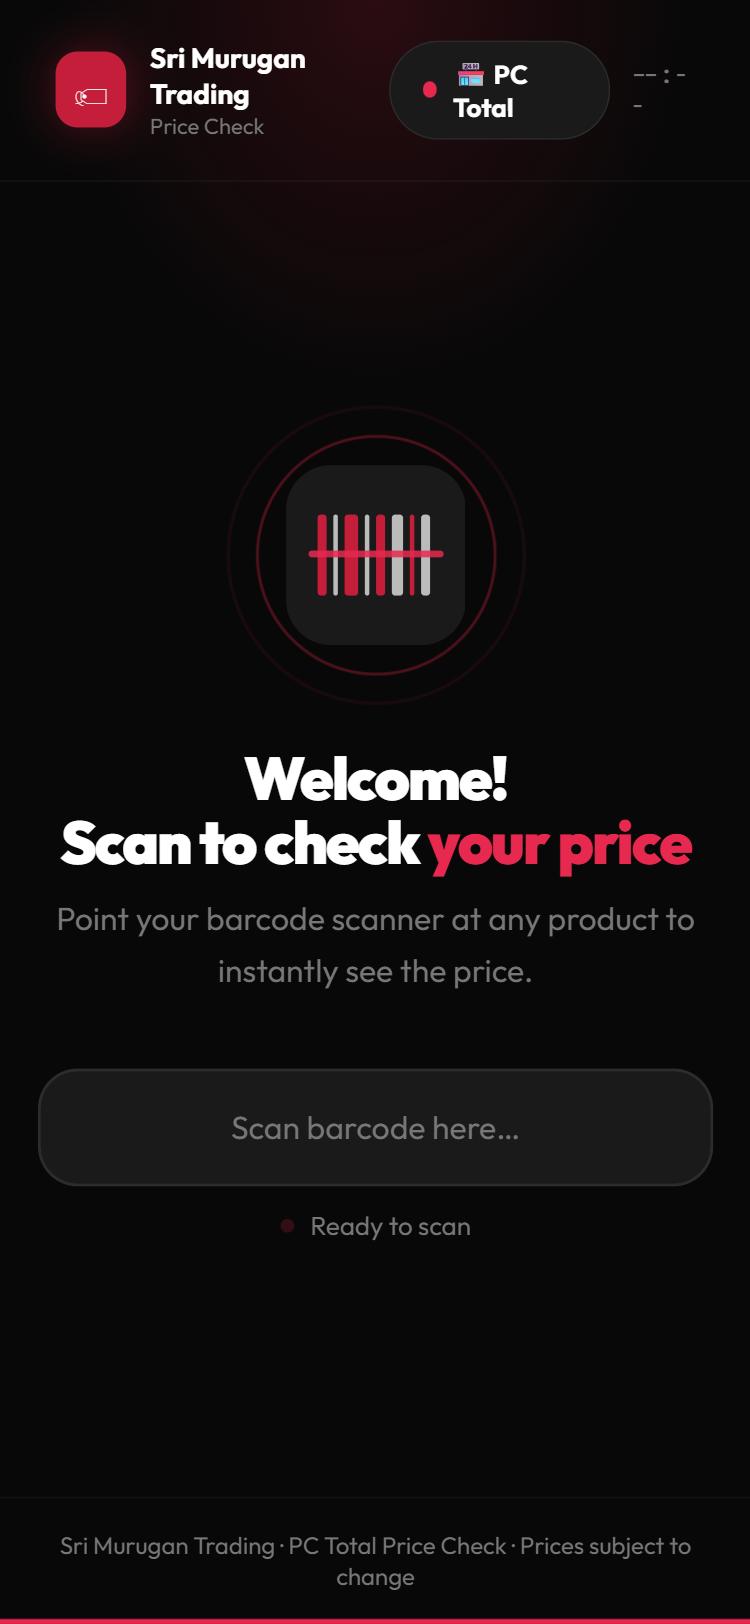 Sri Murugan
Trading
Price Check
🏪 PC
Total
-- : -
-
Welcome!
Scan to check your price
Point your barcode scanner at any product to
instantly see the price.
Scan barcode here…
Ready to scan
Sri Murugan Trading · PC Total Price Check · Prices subject to
change